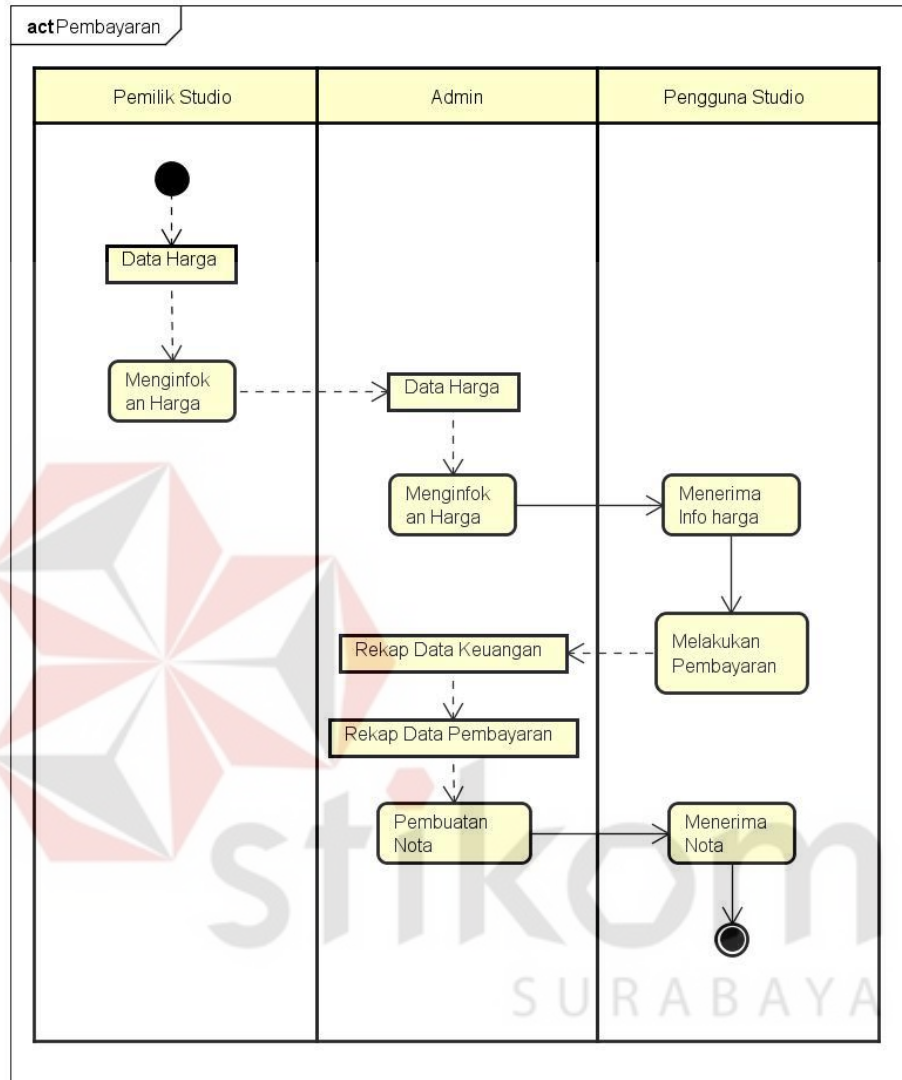 act Pembayaran
Pemilik Studio
Admin
Pengguna Studio
Data Harga
Menginfok
an Harga
Data Harga
Menginfok
an Harga
Menerima
Info harga
Melakukan
Pembayaran
Rekap Data Keuangan
Rekap Data Pembayaran
Pembuatan
Nota
Menerima
Nota
stikom
SURABAYA